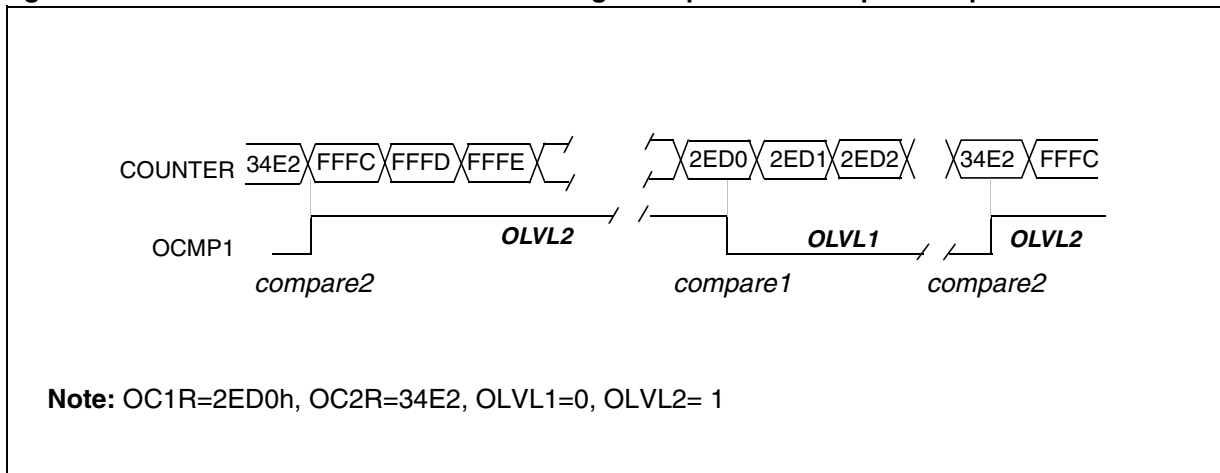 COUNTER 34E2 FFFC FFFD FFFE 2ED0 2ED1 2ED2 34E2 FFFC
OCMP1 OLVL2 OLVL1 OLVL2
compare2 compare1 compare2
Note: OC1R=2ED0h, OC2R=34E2, OLVL1=0, OLVL2= 1